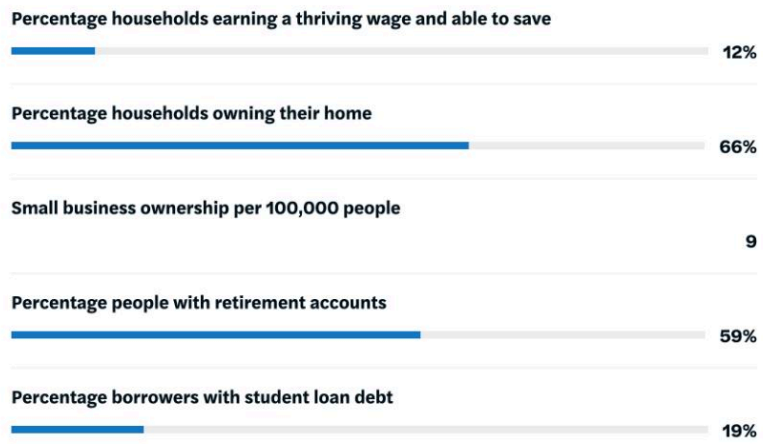 Percentage households earning a thriving wage and able to save
12%
Percentage households owning their home
66%
Small business ownership per 100,000 people
9
Percentage people with retirement accounts
59%
Percentage borrowers with student loan debt
19%